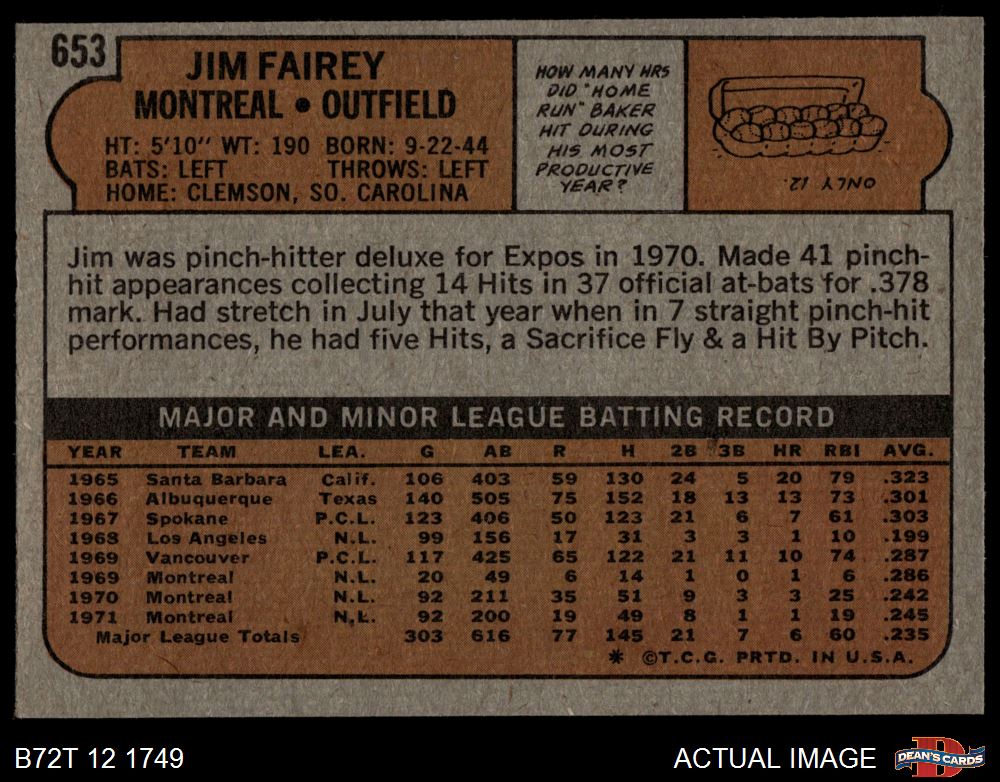 653
JIM FAIREY
MONTREAL • OUTFIELD
HT: 5'10" WT: 190 BORN: 9-22-44
BATS: LEFT THROWS: LEFT
HOME: CLEMSON, SO. CAROLINA
HOW MANY HRS
DID "HOME
RUN" BAKER
HIT DURING
HIS MOST
PRODUCTIVE
YEAR?
ONLY 12.
Jim was pinch-hitter deluxe for Expos in 1970. Made 41 pinch-
hit appearances collecting 14 Hits in 37 official at-bats for .378
mark. Had stretch in July that year when in 7 straight pinch-hit
performances, he had five Hits, a Sacrifice Fly & a Hit By Pitch.
MAJOR AND MINOR LEAGUE BATTING RECORD
YEAR TEAM LEA. G AB R H 2B 3B HR RBI AVG.
1965 Santa Barbara Calif. 106 403 59 130 24 5 20 79 .323
1966 Albuquerque Texas 140 505 75 152 18 13 13 73 .301
1967 Spokane P.C.L. 123 406 50 123 21 6 7 61 .303
1968 Los Angeles N.L. 99 156 17 31 3 3 1 10 .199
1969 Vancouver P.C.L. 117 425 65 122 21 11 10 74 .287
1969 Montreal N.L. 20 49 6 14 1 0 1 6 .286
1970 Montreal N.L. 92 211 35 51 9 3 3 25 .242
1971 Montreal N.L. 92 200 19 49 8 1 1 19 .245
Major League Totals 303 616 77 145 21 7 6 60 .235
* ©T.C.G. PRTD. IN U.S.A.
B72T 12 1749
ACTUAL IMAGE
D
DEAN'S CARDS